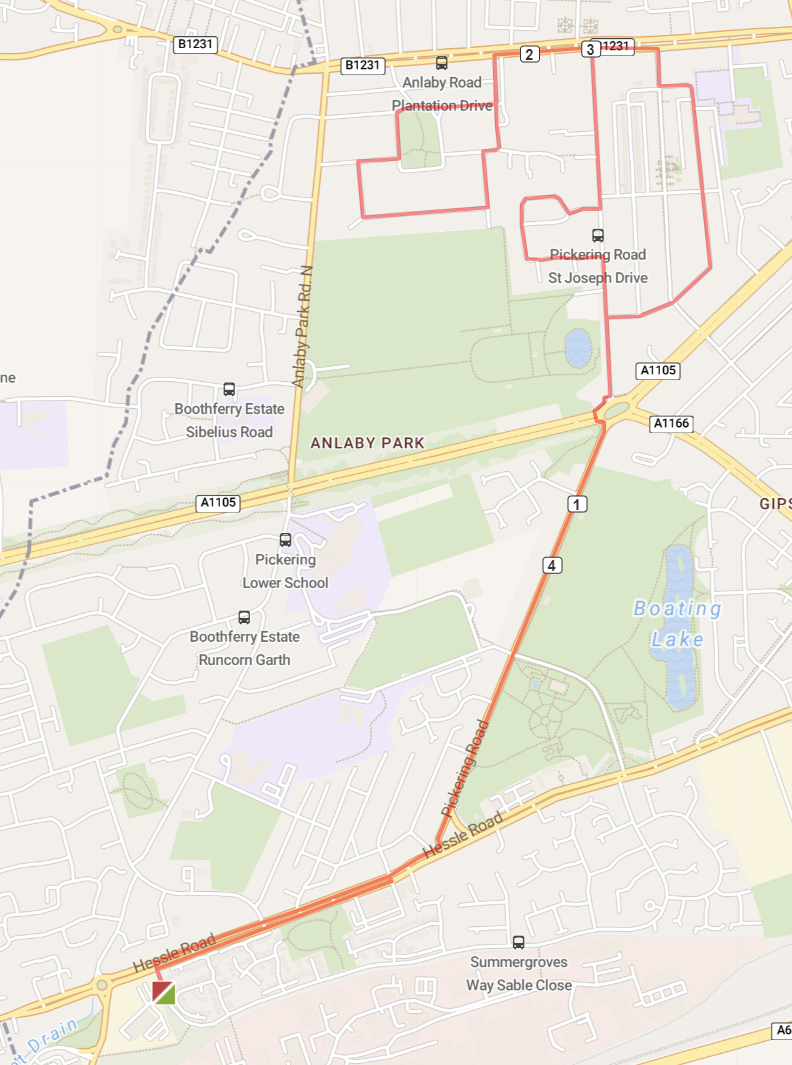 B1231
B1231
2
3
1231
Anlaby Road
Plantation Drive
Pickering Road
St Joseph Drive
Anlaby Park Rd. N
A1105
ne
Boothferry Estate
Sibelius Road
A1166
ANLABY PARK
A1105
1
GIPS
Pickering
Lower School
4
Boating
Lake
Boothferry Estate
Runcorn Garth
Pickering Road
Hessle Road
Hessle Road
Summergroves
Way Sable Close
et Drain
A6